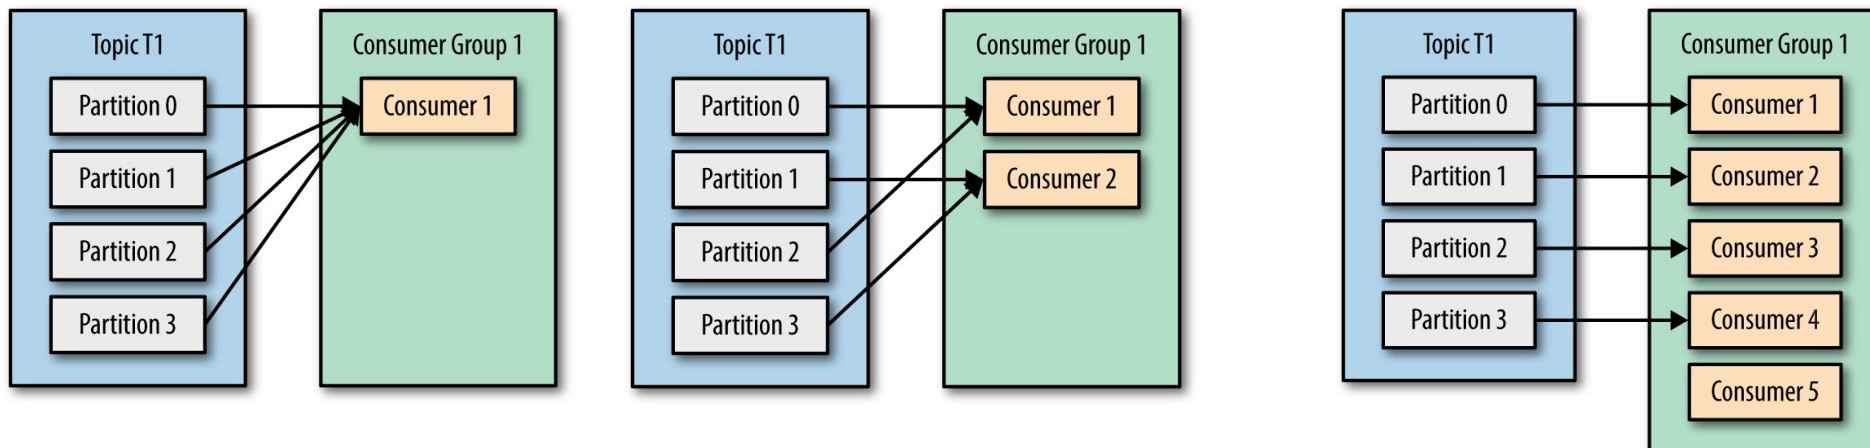 Topic T1
Partition 0
Partition 1
Partition 2
Partition 3
Consumer Group 1
Consumer 1
Topic T1
Partition 0
Partition 1
Partition 2
Partition 3
Consumer Group 1
Consumer 1
Consumer 2
Topic T1
Partition 0
Partition 1
Partition 2
Partition 3
Consumer Group 1
Consumer 1
Consumer 2
Consumer 3
Consumer 4
Consumer 5